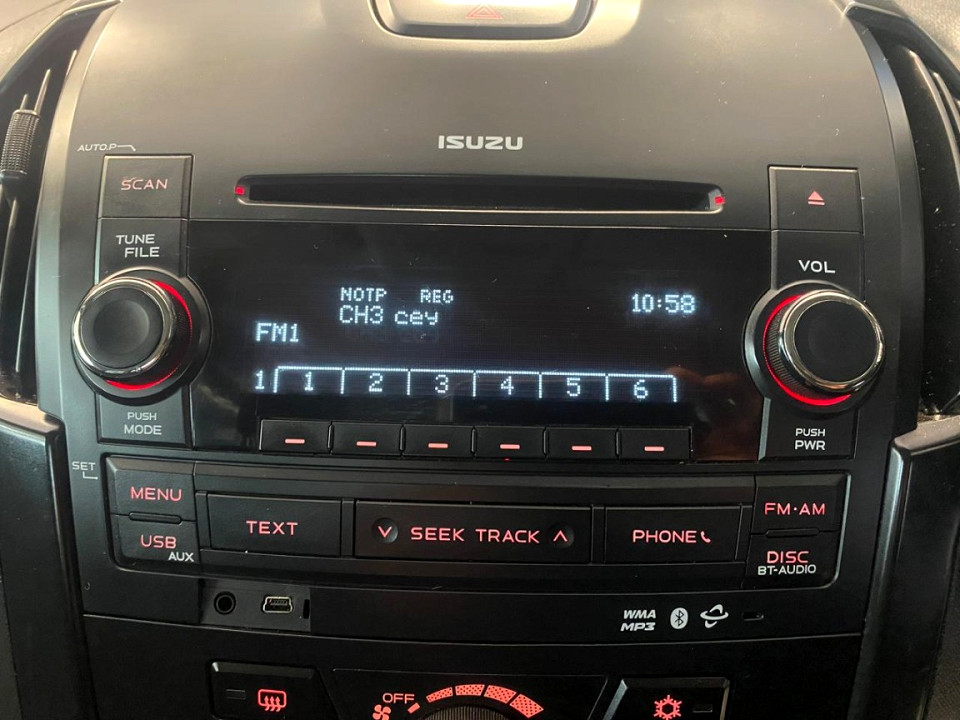 ISUZU
AUTO.P
SCAN
TUNE
FILE
VOL
NOTP REG
10:58
CH3 cey
FM1
1 1 2 3 4 5 6
PUSH
MODE
PUSH
PWR
SET
MENU
FM·AM
TEXT
SEEK TRACK
PHONE
USB
AUX
DISC
BT-AUDIO
WMA
MP3
OFF